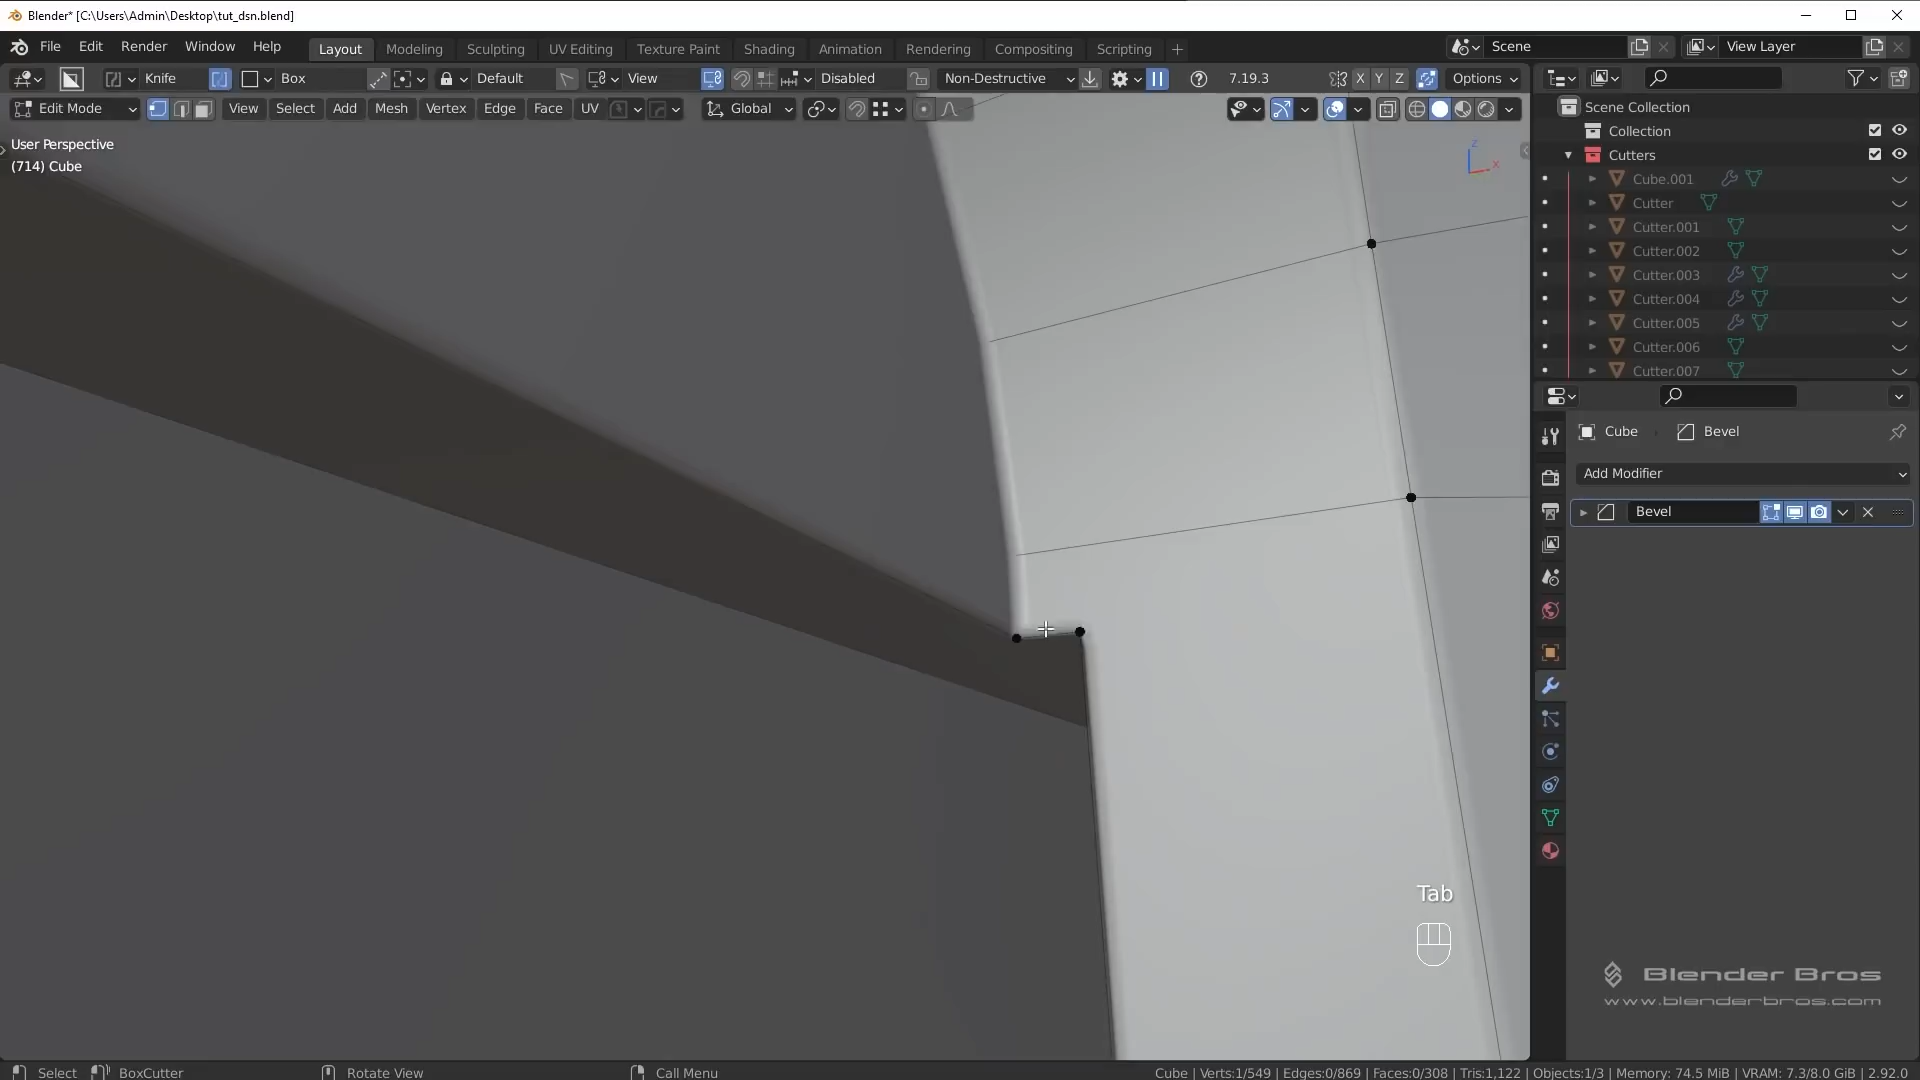 Blender* [C:\Users\Admin\Desktop\tut_dsn.blend]
File Edit Render Window Help Layout Modeling Sculpting UV Editing Texture Paint Shading Animation Rendering Compositing Scripting + Scene View Layer
Knife Box Default View Disabled Non-Destructive 7.19.3 X Y Z Options
Edit Mode View Select Add Mesh Vertex Edge Face UV Global
User Perspective
(714) Cube
Z
X
Scene Collection
Collection
Cutters
Cube.001
Cutter
Cutter.001
Cutter.002
Cutter.003
Cutter.004
Cutter.005
Cutter.006
Cutter.007
Cube Bevel
Add Modifier
Bevel
Tab
Blender Bros
www.blenderbros.com
Select BoxCutter Rotate View Call Menu Cube | Verts:1/549 | Edges:0/869 | Faces:0/308 | Tris:1,122 | Objects:1/3 | Memory: 74.5 MiB | VRAM: 7.3/8.0 GiB | 2.92.0